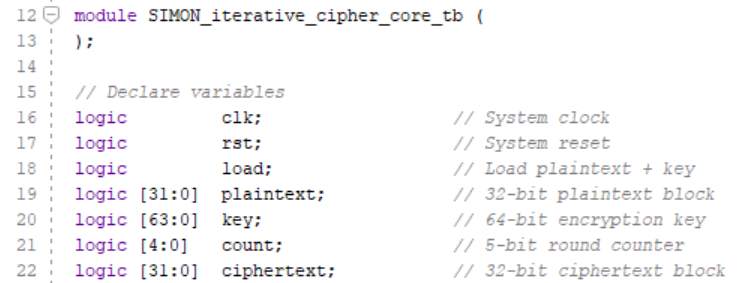 12 module SIMON_iterative_cipher_core_tb (
13 );
14
15 // Declare variables
16 logic clk; // System clock
17 logic rst; // System reset
18 logic load; // Load plaintext + key
19 logic [31:0] plaintext; // 32-bit plaintext block
20 logic [63:0] key; // 64-bit encryption key
21 logic [4:0] count; // 5-bit round counter
22 logic [31:0] ciphertext; // 32-bit ciphertext block